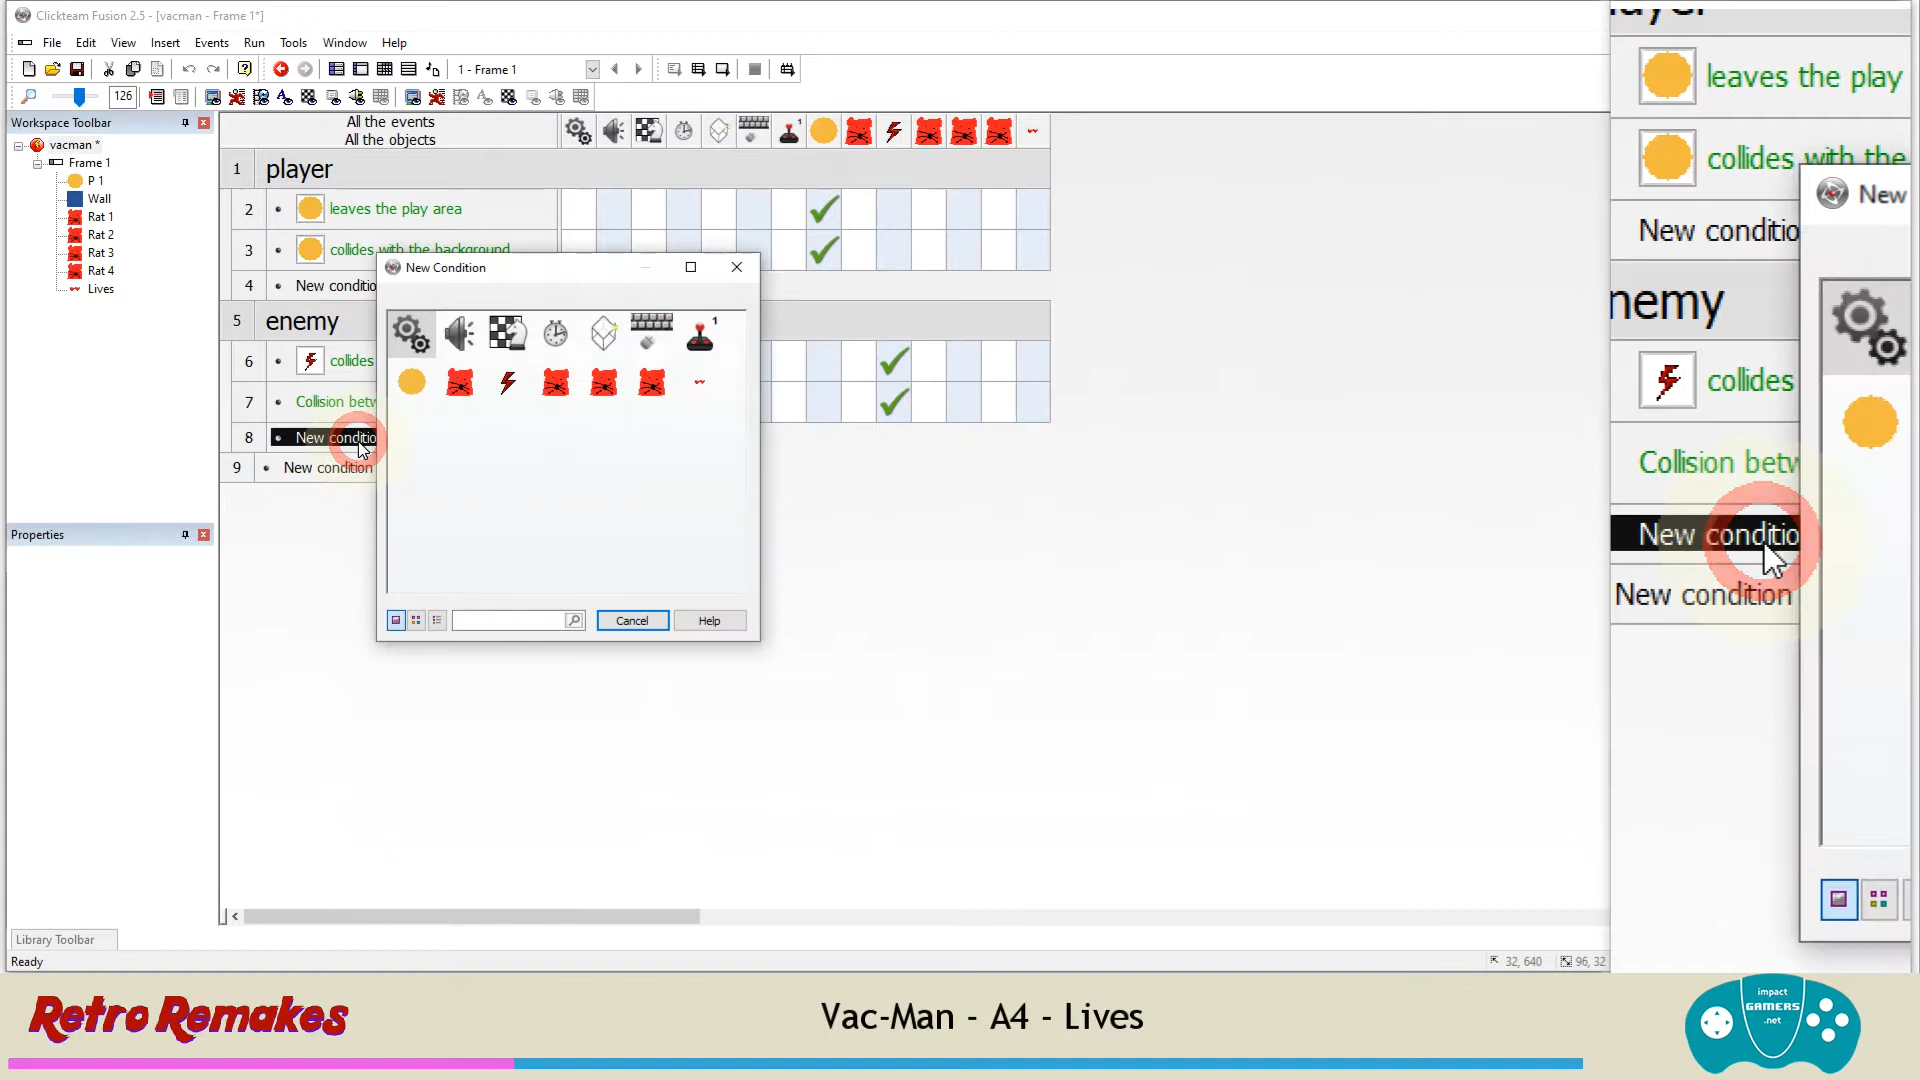 Clickteam Fusion 2.5 - [vacman - Frame 1*]
File Edit View Insert Events Run Tools Window Help
1 - Frame 1
126
Workspace Toolbar
vacman *
Frame 1
P 1
Wall
Rat 1
Rat 2
Rat 3
Rat 4
Lives
Properties
Library Toolbar
Ready
All the events
All the objects
1 player
2 leaves the play area
3 collides with the background
4 New conditio
5 enemy
6 collides
7 Collision betw
8 New conditio
9 New condition
New Condition
1
Cancel Help
32, 640 96, 32
leaves the play
collides with the
New conditio
New
nemy
collides
Collision betw
New conditio
New condition
Retro Remakes
Vac-Man - A4 - Lives
impact
GAMERS
.net